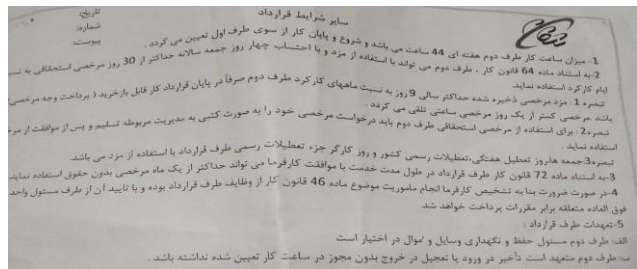 سایر شرایط قرارداد
تاریخ:
شماره:
پیوست:
1- میزان ساعت کار طرف دوم هفته ای 44 ساعت می باشد و شروع و پایان کار از سوی طرف اول تعیین می گردد .
2- به استناد ماده 64 قانون کار ، طرف دوم می تواند با استفاده از مزد و با احتساب چهار روز جمعه سالانه حداکثر از 30 روز مرخصی استحقاقی به نسبت
ایام کارکرد استفاده نماید.
تبصره 1 : مزد مرخصی ذخیره شده حداکثر سالی 9 روز به نسبت ماههای کارکرد طرف دوم صرفاً در پایان قرارداد کار قابل بازخرید ( پرداخت وجه مرخصی)
باشد .مرخصی کمتر از یک روز مرخصی ساعتی تلقی می گردد .
تبصره2 : برای استفاده از مرخصی استحقاقی طرف دوم باید درخواست مرخصی خود را به صورت کتبی به مدیریت مربوطه تسلیم و پس از موافقت از
استفاده نماید .
تبصره3:جمعه هاروز تعطیل هفتگی،تعطیلات رسمی کشور و روز کارگر جزء تعطیلات رسمی طرف قرارداد با استفاده از مزد می باشد.
3-به استناد ماده 72 قانون کار طرف قرارداد در طول مدت خدمت با موافقت کارفرما می تواند حداکثر از یک ماه مرخصی بدون حقوق استفاده نماید.
4-در صورت ضرورت بنا به تشخیص کارفرما انجام ماموریت موضوع ماده 46 قانون کار از وظایف طرف قرارداد بوده و با تایید آن از طرف مسئول واحد
فوق العاده متعلقه برابر مقررات پرداخت خواهد شد.
5-تعهدات طرف قرارداد :
الف: طرف دوم مسئول حفظ و نگهداری وسایل و اموال در اختیار است
ب: طرف دوم متعهد است تأخیر در ورود یا تعجیل در خروج بدون مجوز در ساعت کار تعیین شده نداشته باشد .